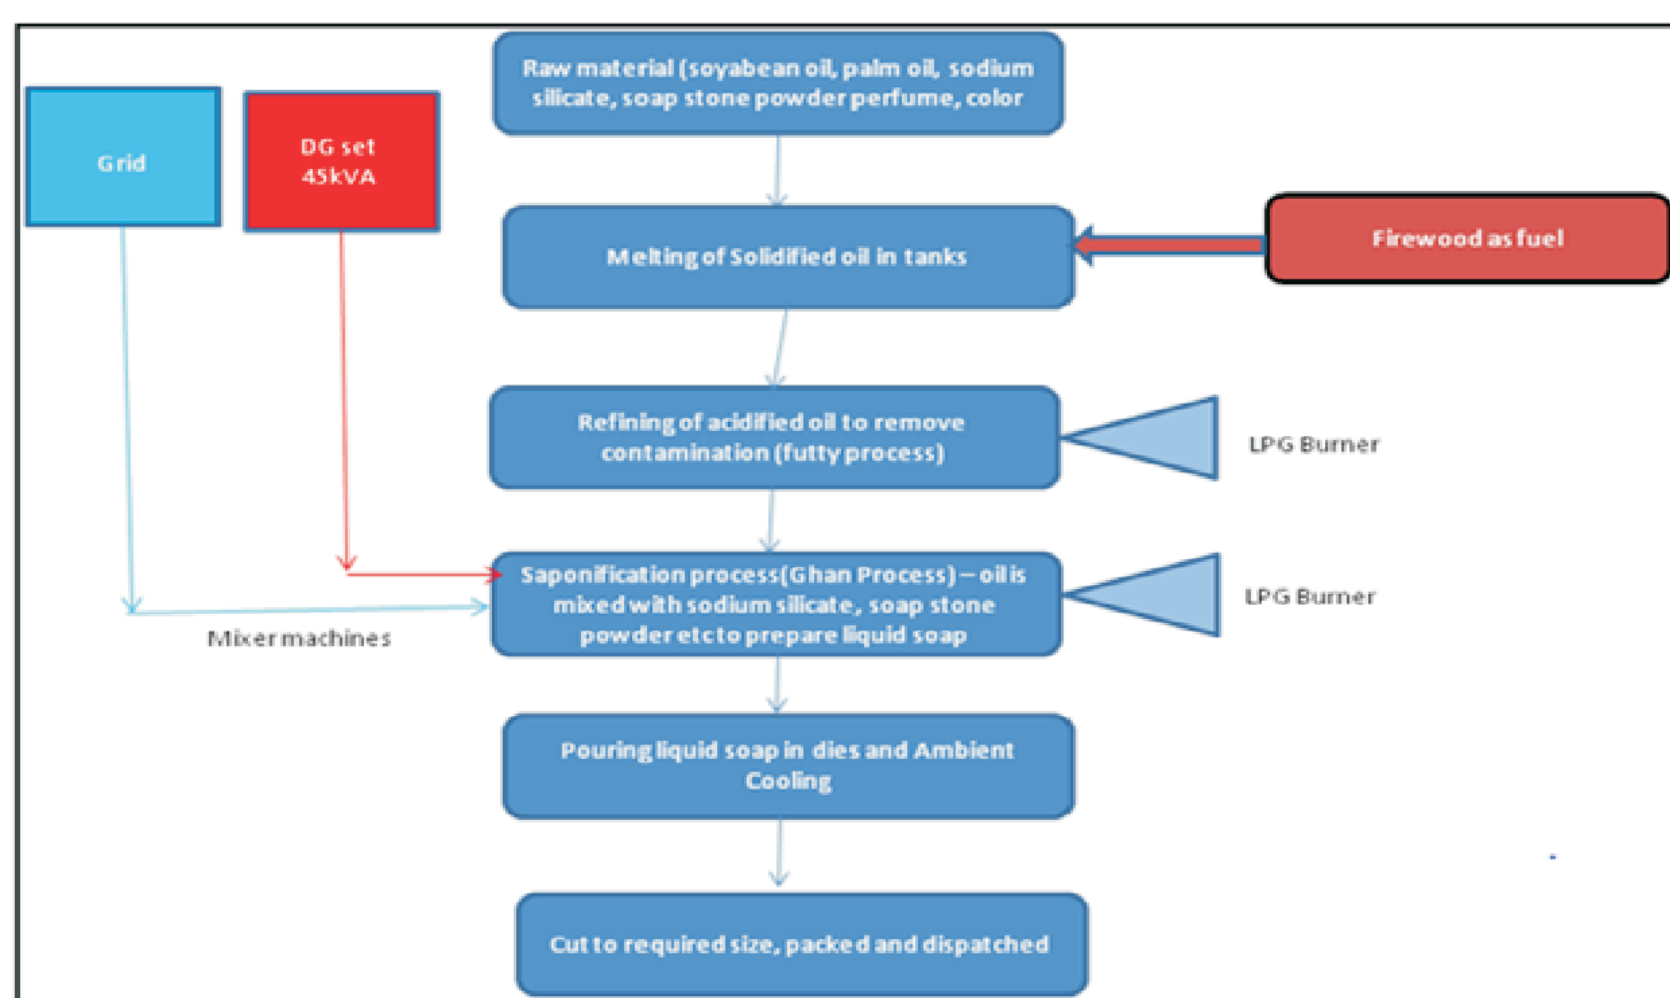 Raw material (soyabean oil, palm oil, sodium
silicate, soap stone powder perfume, color
Grid
DG set
45kVA
Melting of Solidified oil in tanks
Firewood as fuel
Refining of acidified oil to remove
contamination (futty process)
LPG Burner
Saponification process(Ghan Process) – oil is
mixed with sodium silicate, soap stone
powder etc to prepare liquid soap
LPG Burner
Mixer machines
Pouring liquid soap in dies and Ambient
Cooling
Cut to required size, packed and dispatched